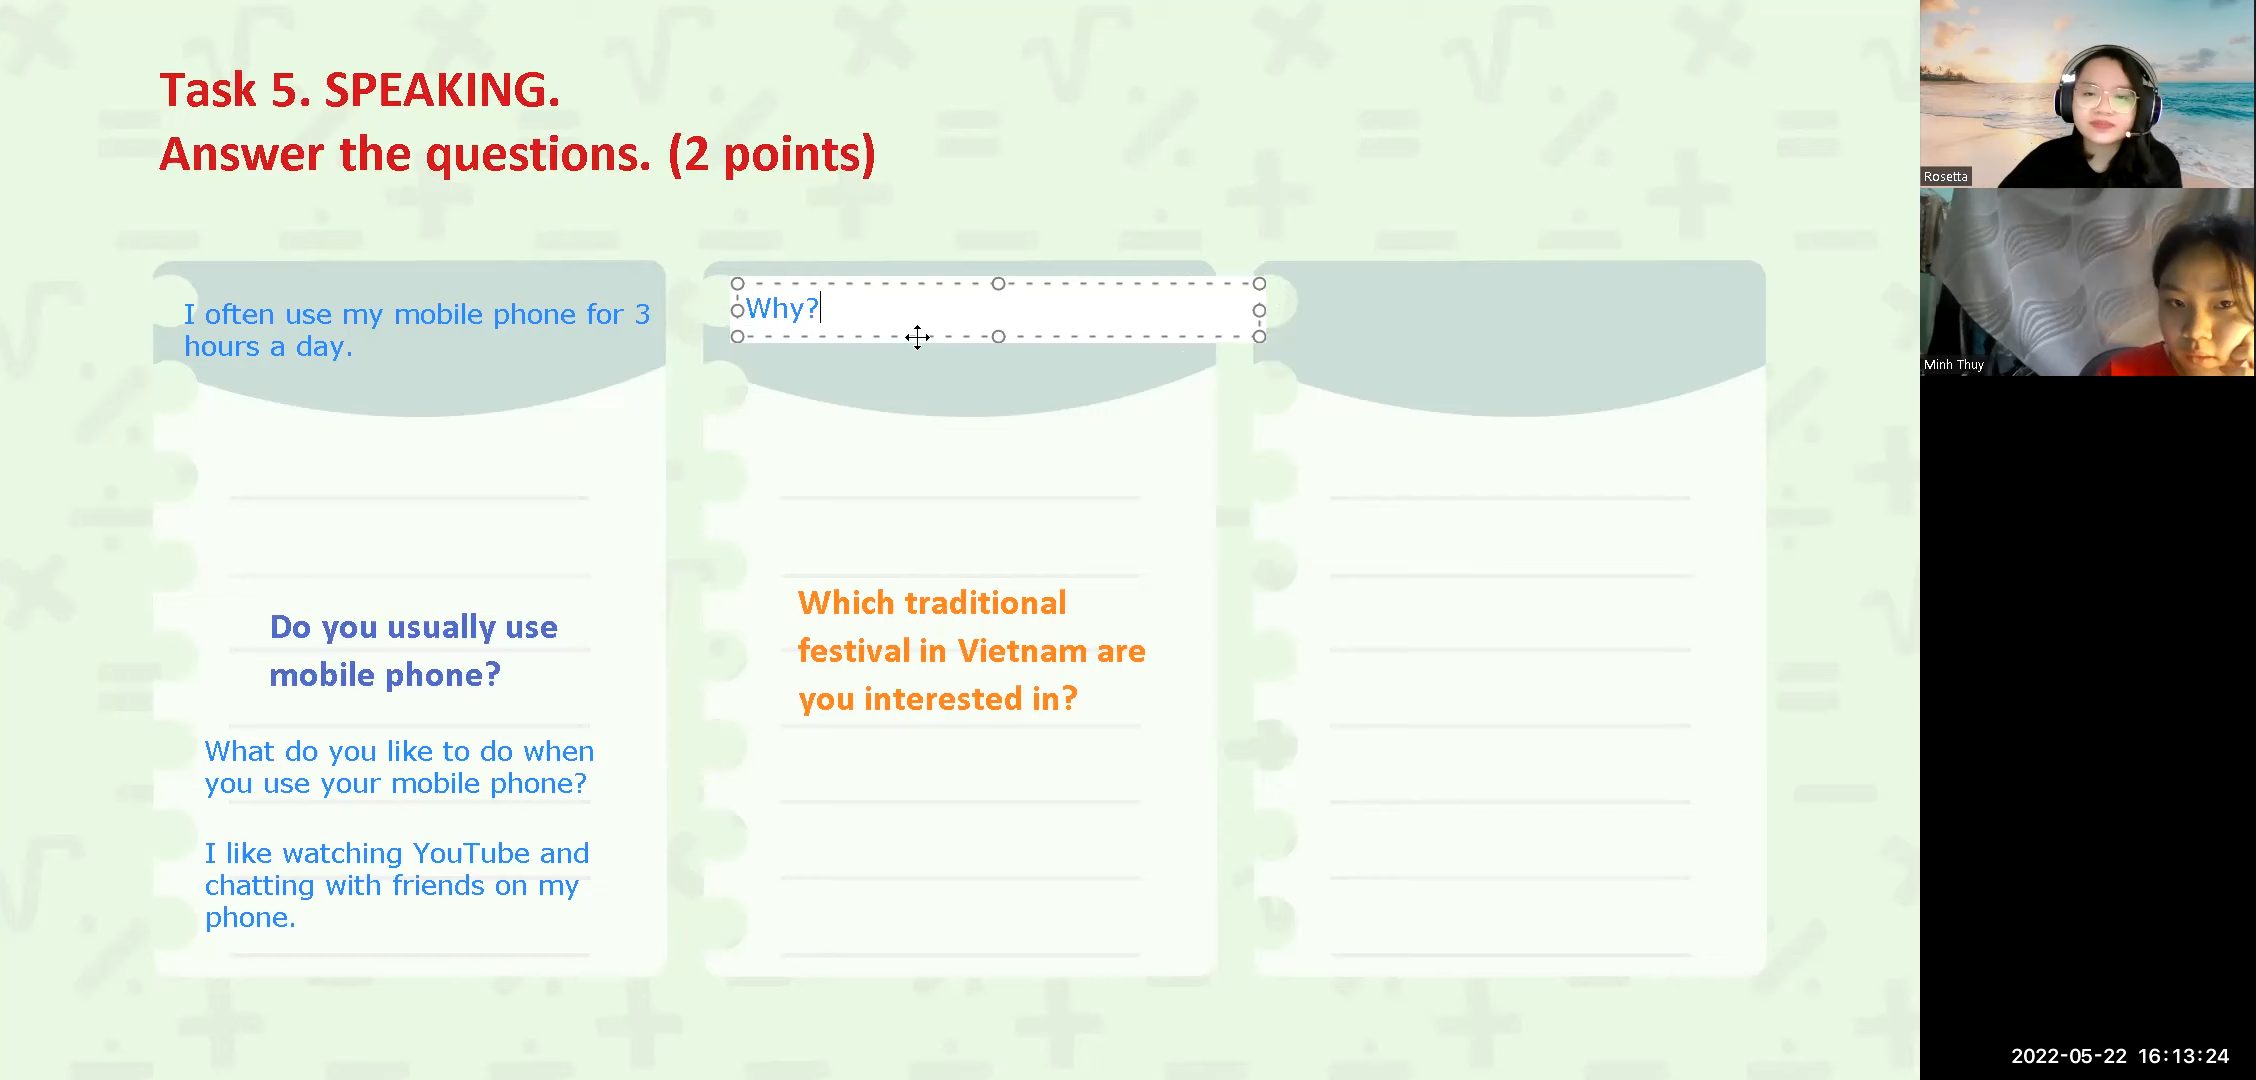 Task 5. SPEAKING.
Answer the questions. (2 points)
I often use my mobile phone for 3
hours a day.
Do you usually use
mobile phone?
What do you like to do when
you use your mobile phone?
I like watching YouTube and
chatting with friends on my
phone.
Why?
Which traditional
festival in Vietnam are
you interested in?
Rosetta
Minh Thuy
2022-05-22 16:13:24